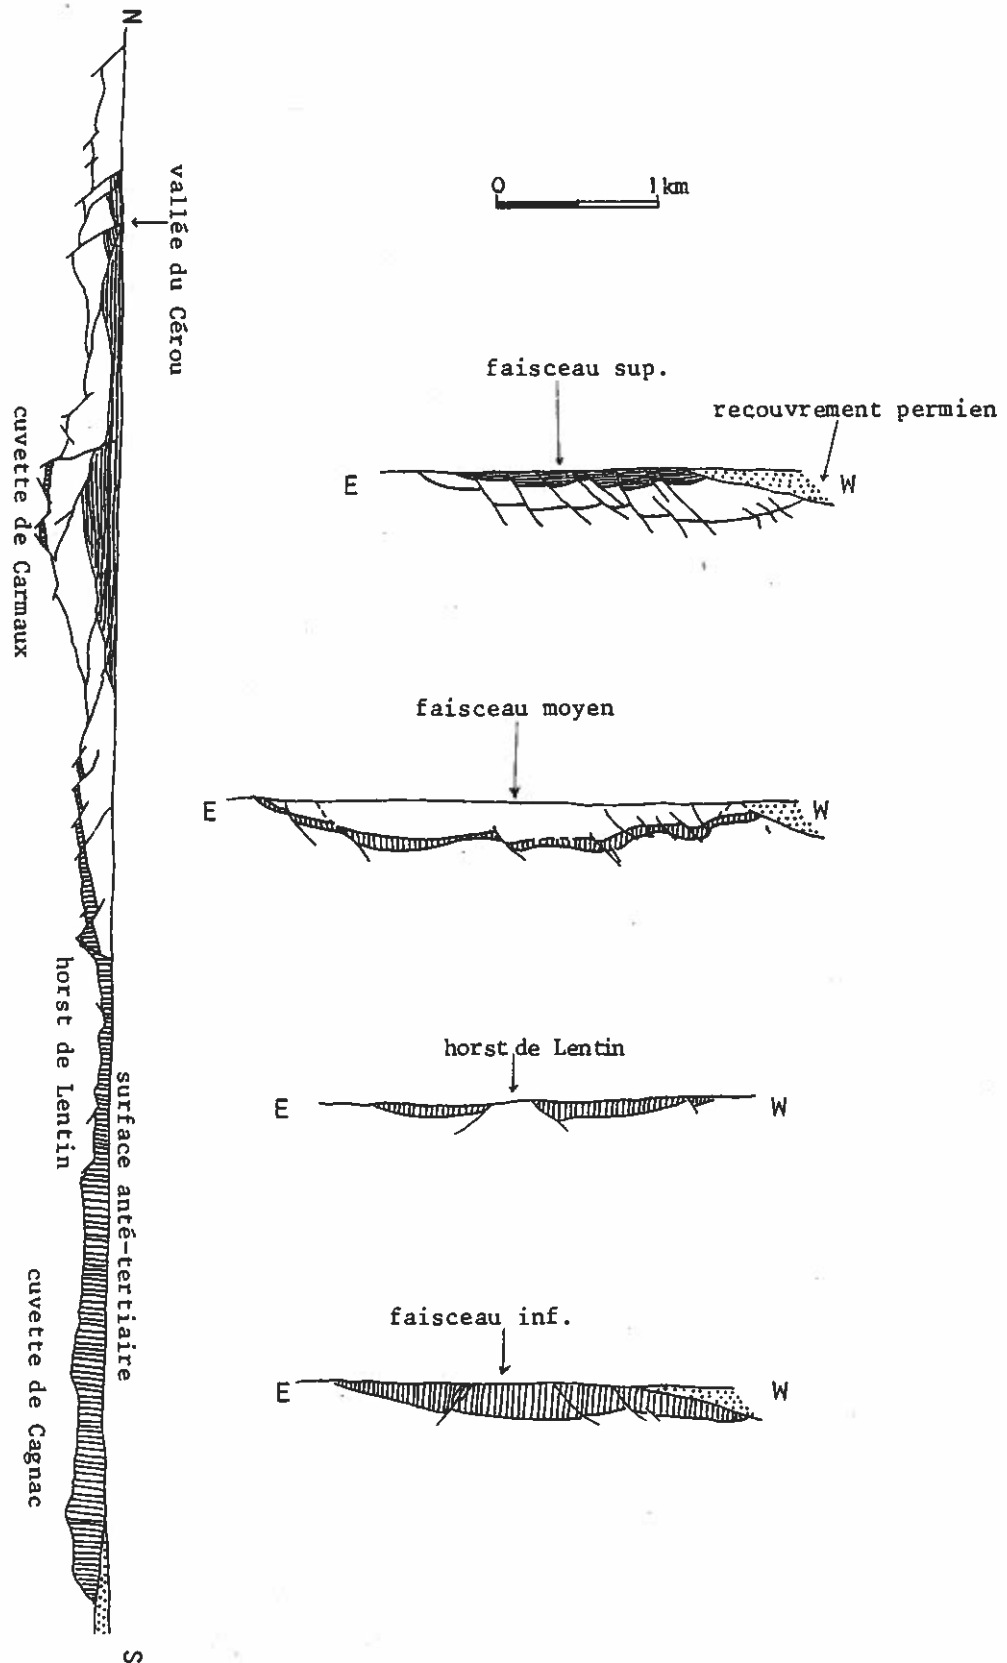 N
vallée du Cérou
cuvette de Carmaux
horst de Lentin
surface anté-tertiaire
cuvette de Cagnac
S
0 1 km
faisceau sup.
recouvrement permien
E W
faisceau moyen
E W
horst de Lentin
E W
faisceau inf.
E W